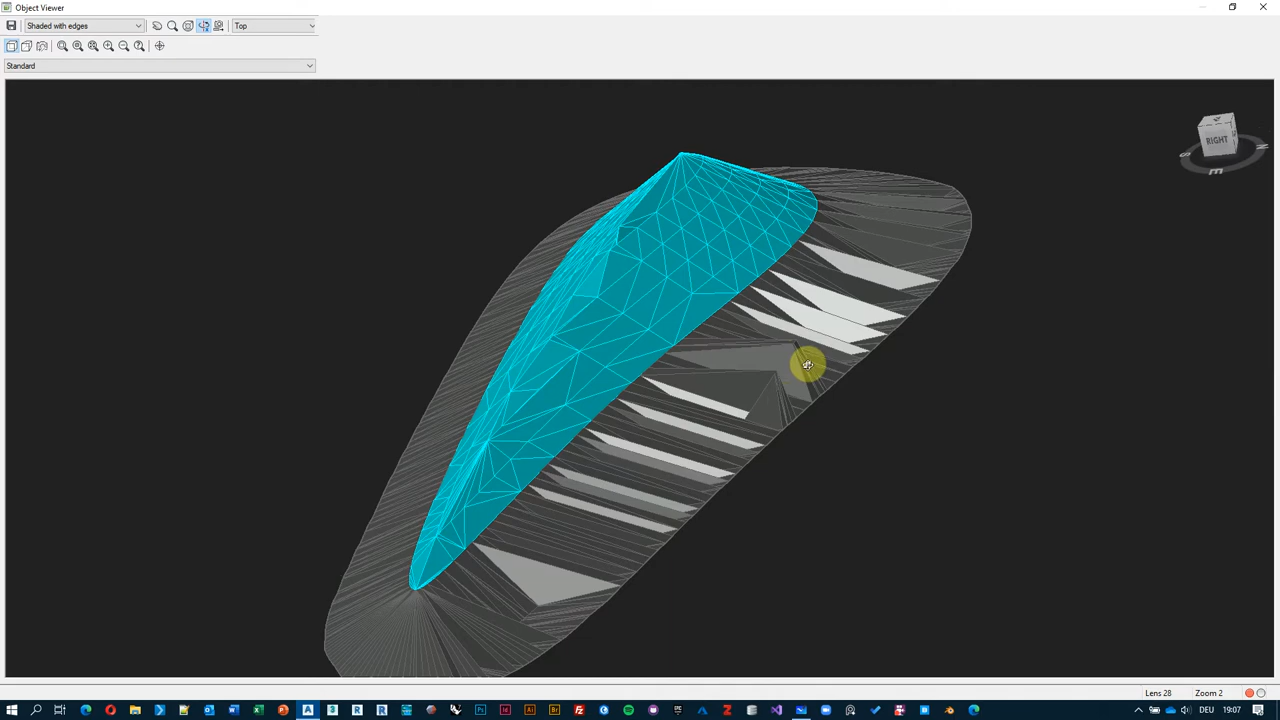 Object Viewer
Shaded with edges
Top
Standard
RIGHT
N
E
S
Lens 28
Zoom 2
DEU
19:07